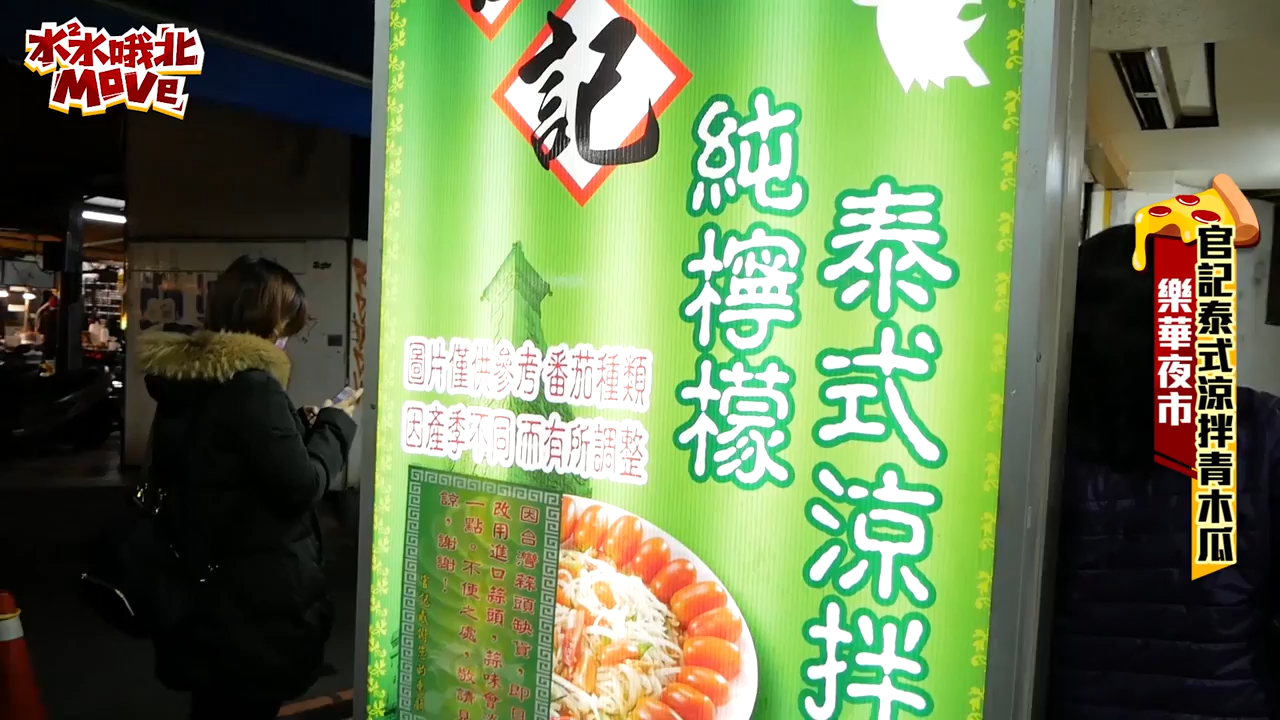 水水哦北
MOVE
官記泰式涼拌青木瓜
樂華夜市
記
純檸檬
泰式涼拌
圖片僅供參考 番茄種類
因產季不同而有所調整
因台灣蒜頭缺貨，即日
改用進口蒜頭，蒜味會
一點。不便之處，敬請見
諒，謝謝！